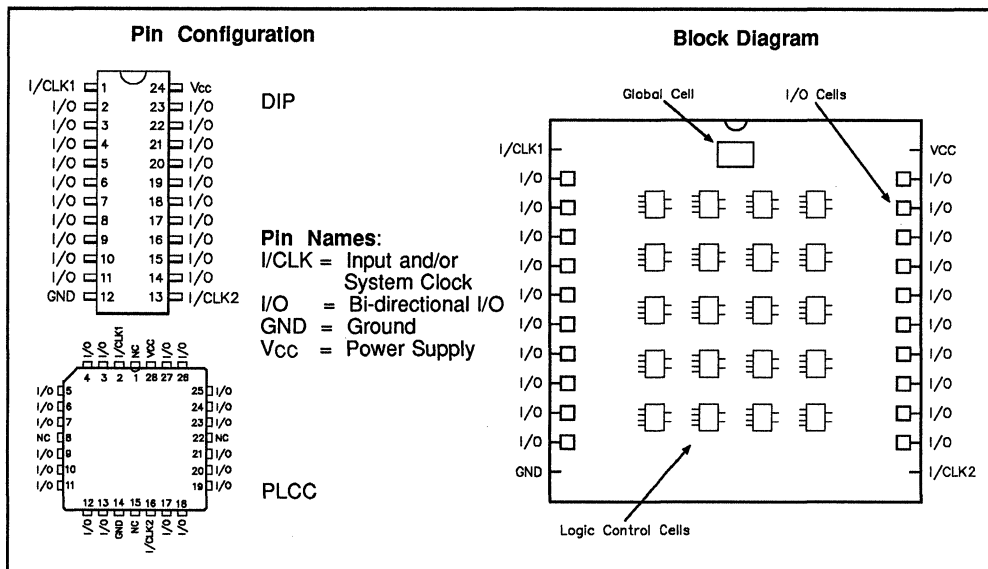 Pin Configuration
I/CLK1 1 24 Vcc
I/O 2 23 I/O
I/O 3 22 I/O
I/O 4 21 I/O
I/O 5 20 I/O
I/O 6 19 I/O
I/O 7 18 I/O
I/O 8 17 I/O
I/O 9 16 I/O
I/O 10 15 I/O
I/O 11 14 I/O
GND 12 13 I/CLK2
DIP
Pin Names:
I/CLK = Input and/or
System Clock
I/O = Bi-directional I/O
GND = Ground
Vcc = Power Supply
I/O I/O I/CLK1 NC VCC I/O I/O
4 3 2 1 28 27 26
I/O 5 25 I/O
I/O 6 24 I/O
I/O 7 23 I/O
NC 8 22 NC
I/O 9 21 I/O
I/O 10 20 I/O
I/O 11 19 I/O
12 13 14 15 16 17 18
I/O I/O GND NC I/CLK2 I/O I/O
PLCC
Block Diagram
Global Cell
I/O Cells
I/CLK1 VCC
I/O I/O
I/O I/O
I/O I/O
I/O I/O
I/O I/O
I/O I/O
I/O I/O
I/O I/O
I/O I/O
I/O I/O
GND I/CLK2
Logic Control Cells